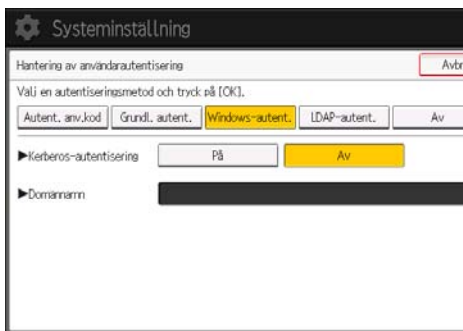 Systeminställning
Hantering av användarautentisering Avbr
Valj en autentiseringsmetod och tryck på [OK].
Autent. anv.kod Grundl. autent. Windows-autent. LDAP-autent. Av
►Kerberos-autentisering På Av
►Domännamn